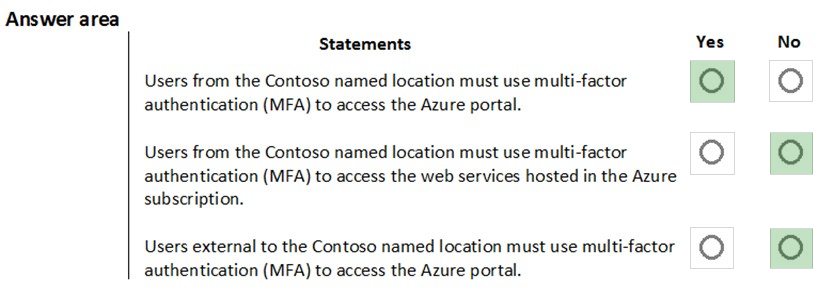 Answer area
Statements Yes No
Users from the Contoso named location must use multi-factor
authentication (MFA) to access the Azure portal.
Users from the Contoso named location must use multi-factor
authentication (MFA) to access the web services hosted in the Azure
subscription.
Users external to the Contoso named location must use multi-factor
authentication (MFA) to access the Azure portal.